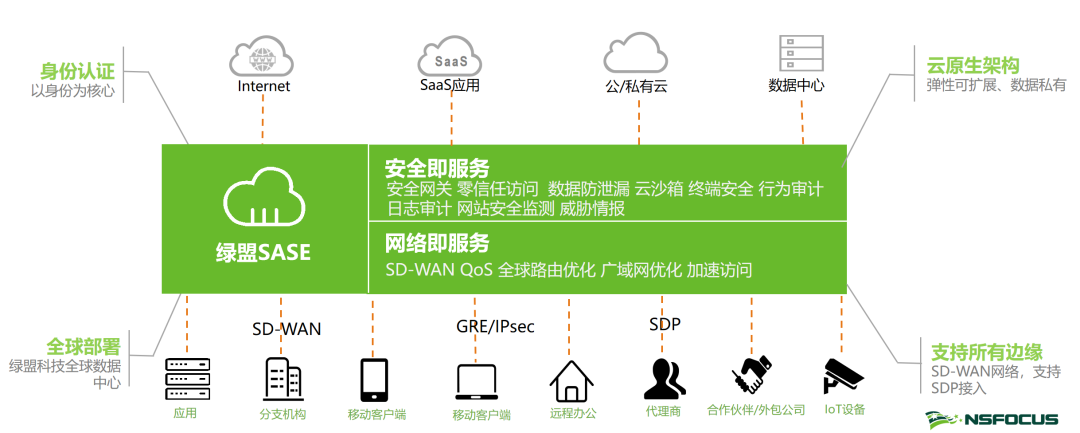 身份认证
以身份为核心
Internet
SaaS
SaaS应用
公/私有云
数据中心
云原生架构
弹性可扩展、数据私有
绿盟SASE
安全即服务
安全网关 零信任访问 数据防泄漏 云沙箱 终端安全 行为审计
日志审计 网站安全监测 威胁情报
网络即服务
SD-WAN QoS 全球路由优化 广域网优化 加速访问
全球部署
绿盟科技全球数据
中心
SD-WAN
GRE/IPsec
SDP
支持所有边缘
SD-WAN网络，支持
SDP接入
应用
分支机构
移动客户端
移动客户端
远程办公
代理商
合作伙伴/外包公司
IoT设备
NSFOCUS